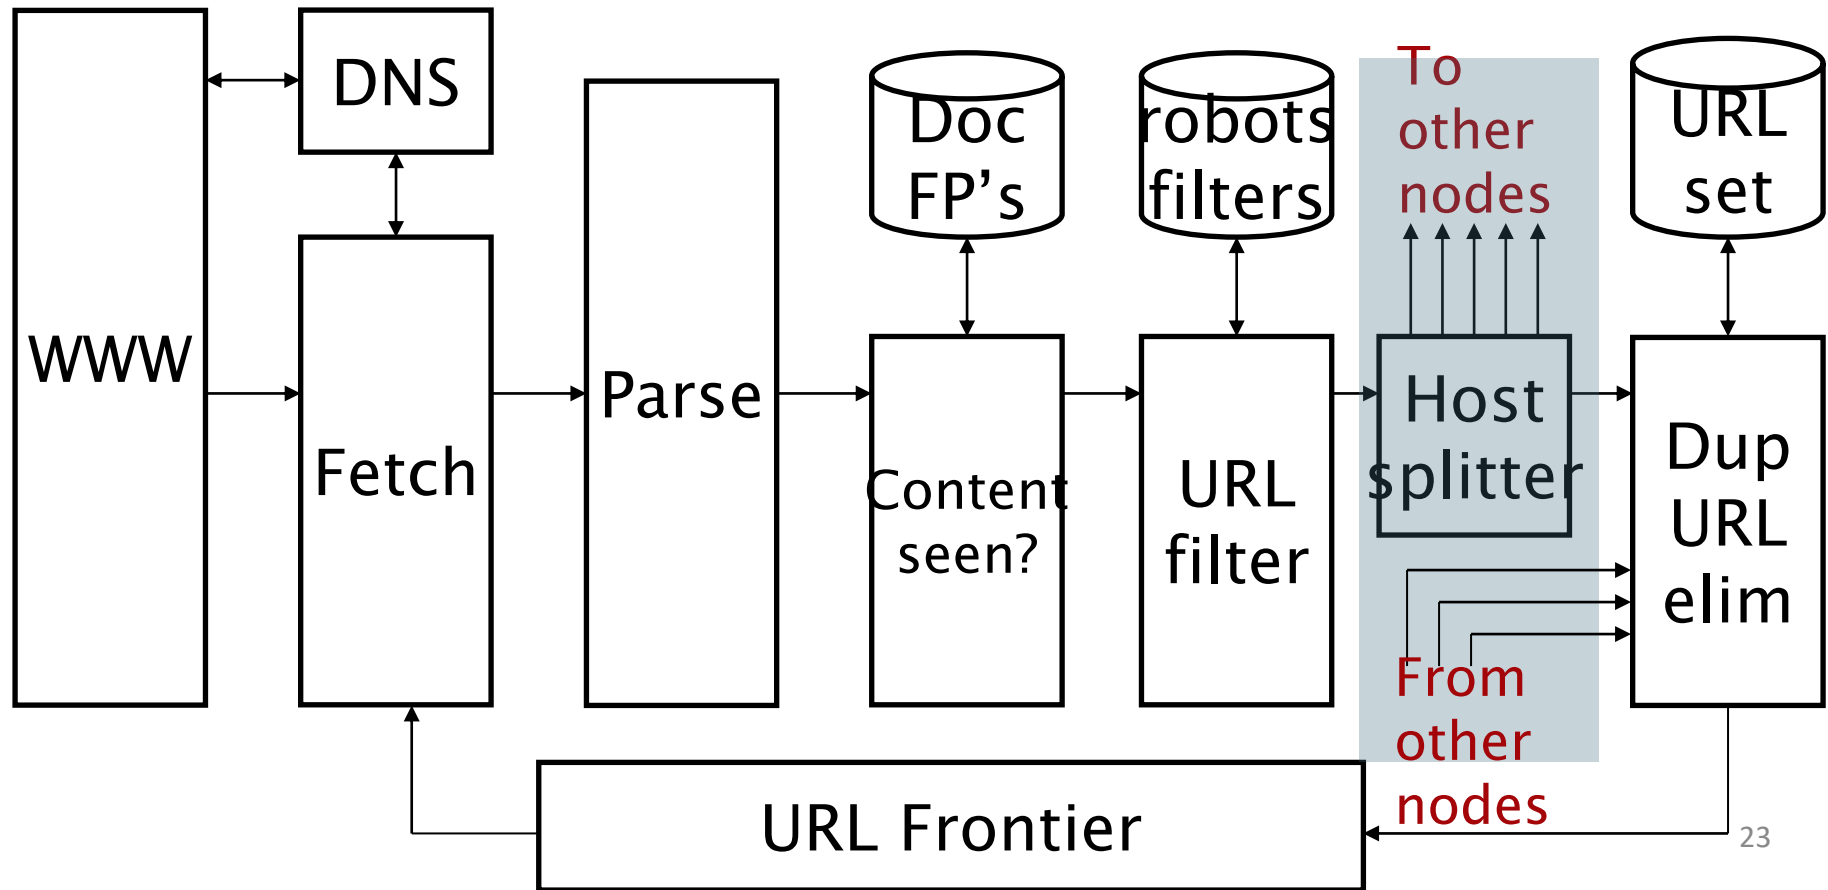 WWW
DNS
Fetch
Parse
Doc
FP’s
Content
seen?
robots
filters
URL
filter
To
other
nodes
Host
splitter
From
other
nodes
URL
set
Dup
URL
elim
URL Frontier
23